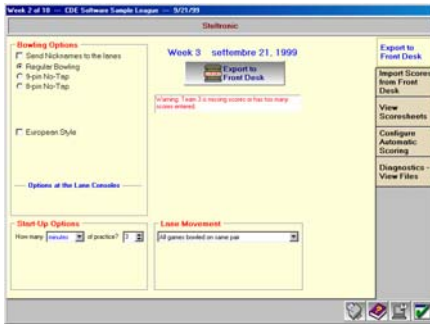 Week 2 of 18 -- CDE Software Sample League -- 9/21/99
Steltronic
Bowling Options
Send Nicknames to the lanes
Regular Bowling
9-pin No-Tap
8-pin No-Tap
European Style
Options at the Lane Consoles
Week 3 settembre 21, 1999
Export to
Front Desk
Warning: Team 3 is missing scores or has too many
scores entered.
Start-Up Options
How many minutes of practice? 3
Lane Movement
All games bowled on same pair
Export to
Front Desk
Import Scores
from Front
Desk
View
Scoresheets
Configure
Automatic
Scoring
Diagnostics -
View Files